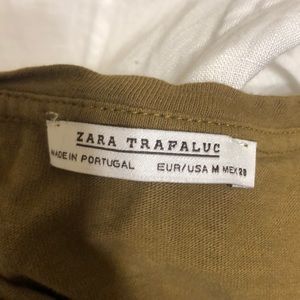 ZARA TRAFALUC
MADE IN PORTUGAL EUR/USA M MEX 28